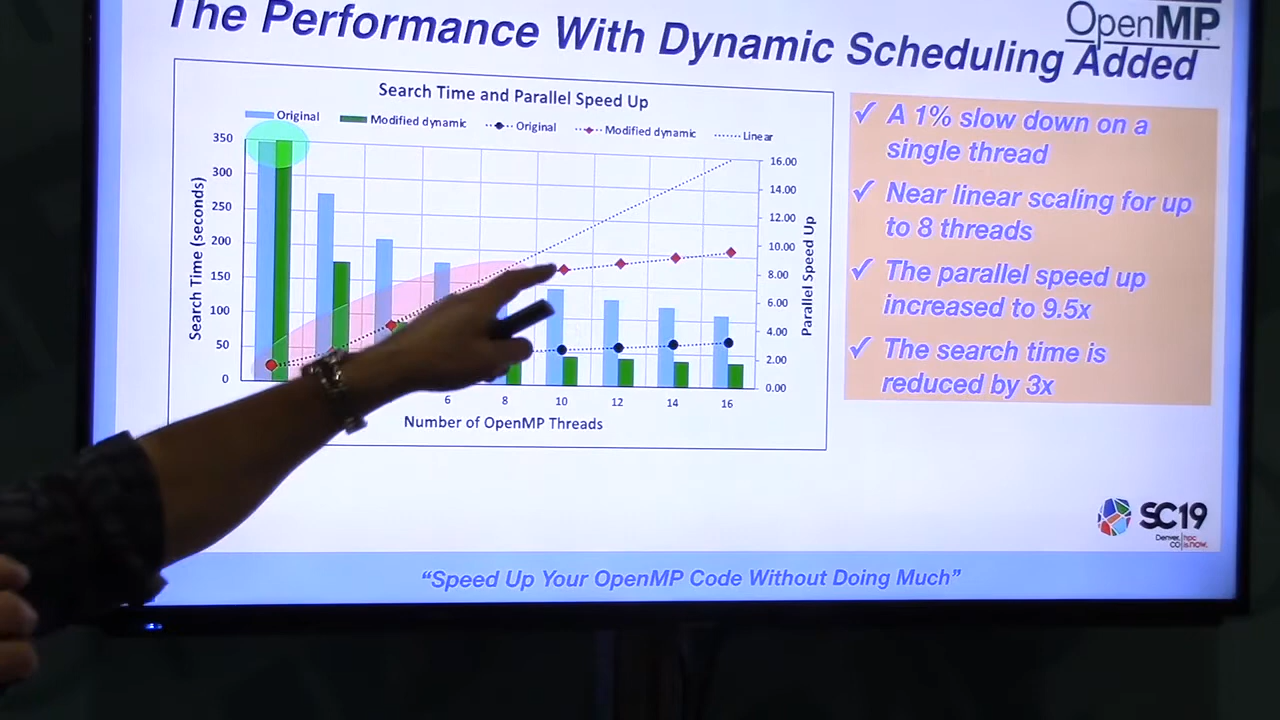 The Performance With Dynamic Scheduling Added
OpenMP
Search Time and Parallel Speed Up
Original
Modified dynamic
Original
Modified dynamic
Linear
350
300
250
200
150
100
50
0
Search Time (seconds)
16.00
14.00
12.00
10.00
8.00
6.00
4.00
2.00
0.00
Parallel Speed Up
6
8
10
12
14
16
Number of OpenMP Threads
✓ A 1% slow down on a
single thread
✓ Near linear scaling for up
to 8 threads
✓ The parallel speed up
increased to 9.5x
✓ The search time is
reduced by 3x
SC19
Denver, CO
hpc is now.
"Speed Up Your OpenMP Code Without Doing Much"